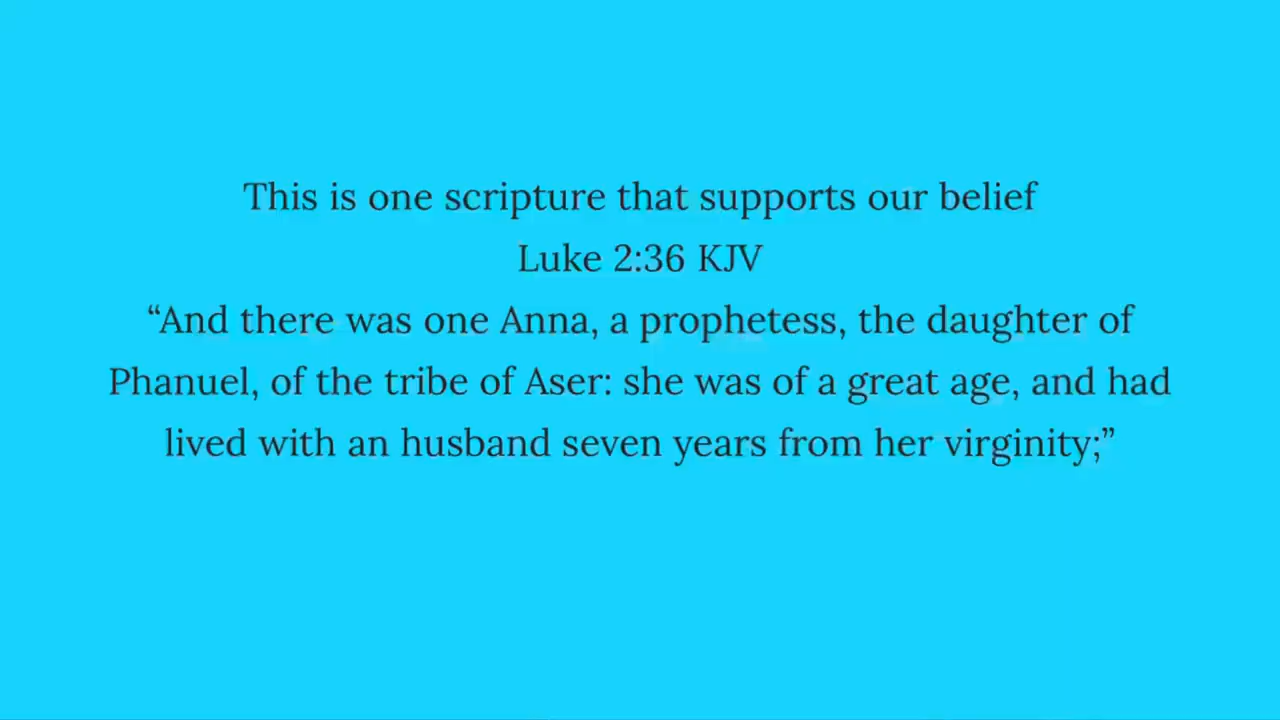 This is one scripture that supports our belief
Luke 2:36 KJV
“And there was one Anna, a prophetess, the daughter of
Phanuel, of the tribe of Aser: she was of a great age, and had
lived with an husband seven years from her virginity;”